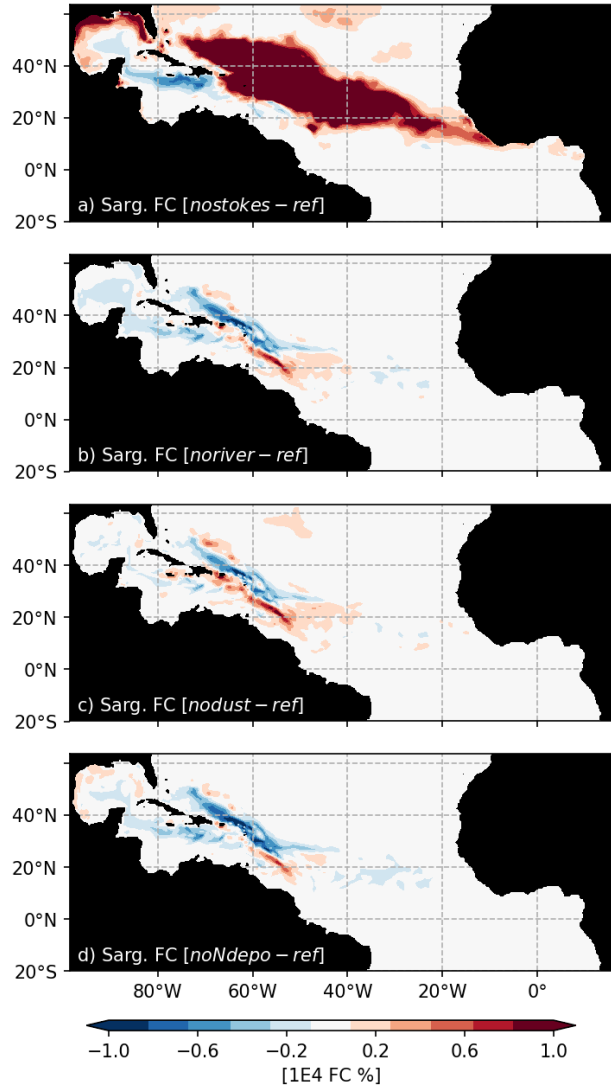 40°N
20°N
0°N
20°S
a) Sarg. FC [nostokes − ref]
40°N
20°N
0°N
20°S
b) Sarg. FC [noriver − ref]
40°N
20°N
0°N
20°S
c) Sarg. FC [nodust − ref]
40°N
20°N
0°N
20°S
d) Sarg. FC [noNdepo − ref]
80°W 60°W 40°W 20°W 0°
−1.0 −0.6 −0.2 0.2 0.6 1.0
[1E4 FC %]